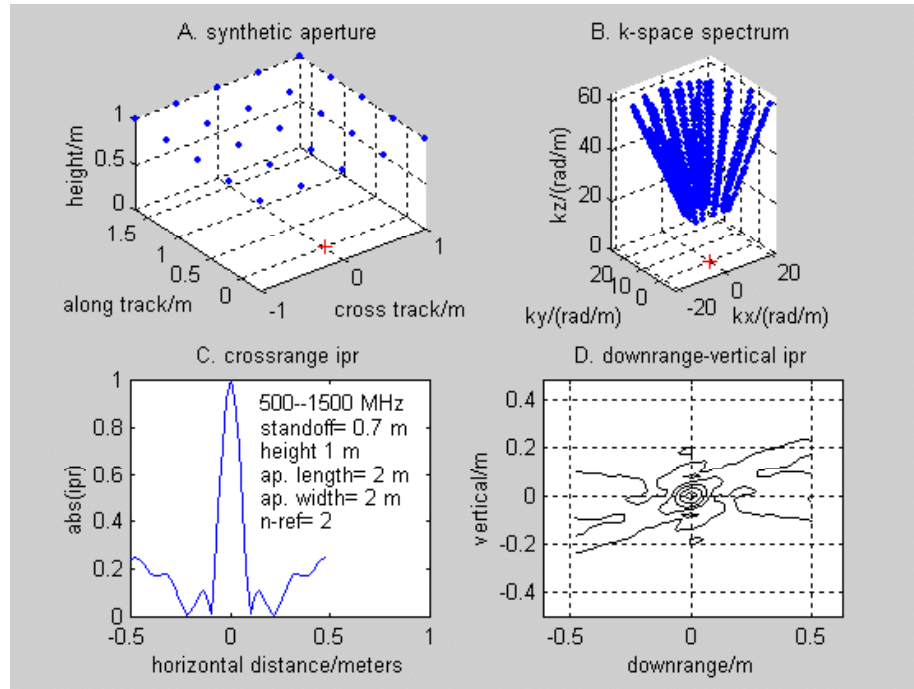 A. synthetic aperture
height/m
1
0.5
0
1.5
1
0.5
0
-1
0
1
along track/m
cross track/m
B. k-space spectrum
kz/(rad/m)
60
40
20
0
20
10
0
-20
0
20
ky/(rad/m)
kx/(rad/m)
C. crossrange ipr
abs(ipr)
1
0.8
0.6
0.4
0.2
0
500--1500 MHz
standoff= 0.7 m
height 1 m
ap. length= 2 m
ap. width= 2 m
n-ref= 2
-0.5
0
0.5
1
horizontal distance/meters
D. downrange-vertical ipr
vertical/m
0.4
0.2
0
-0.2
-0.4
-0.5
0
0.5
downrange/m